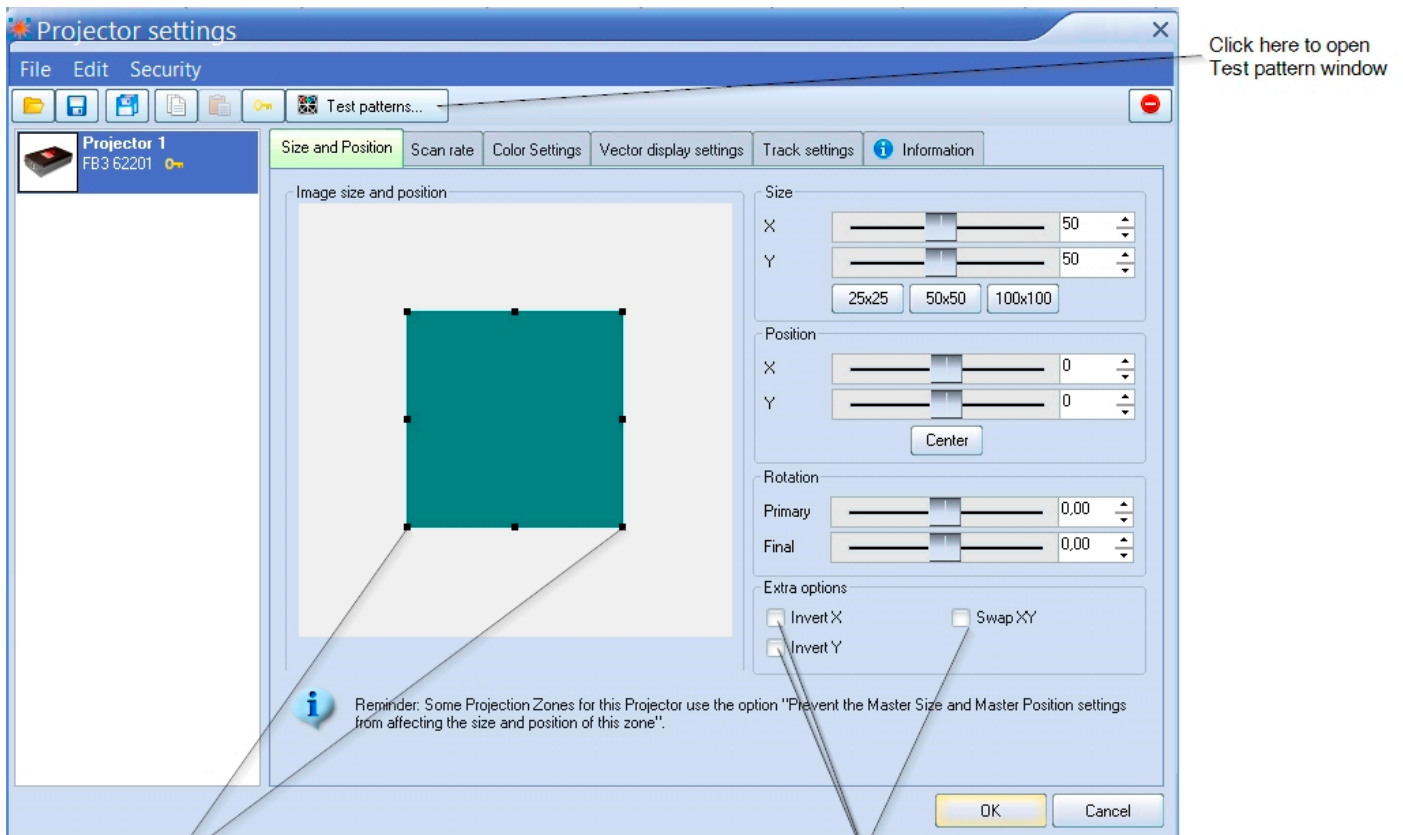 Projector settings
Click here to open
Test pattern window
File Edit Security
Test patterns...
Projector 1
FB3 62201
Size and Position
Scan rate
Color Settings
Vector display settings
Track settings
Information
Image size and position
Size
X 50
Y 50
25x25 50x50 100x100
Position
X 0
Y 0
Center
Rotation
Primary 0,00
Final 0,00
Extra options
Invert X Swap XY
Invert Y
Reminder: Some Projection Zones for this Projector use the option "Prevent the Master Size and Master Position settings
from affecting the size and position of this zone".
OK Cancel